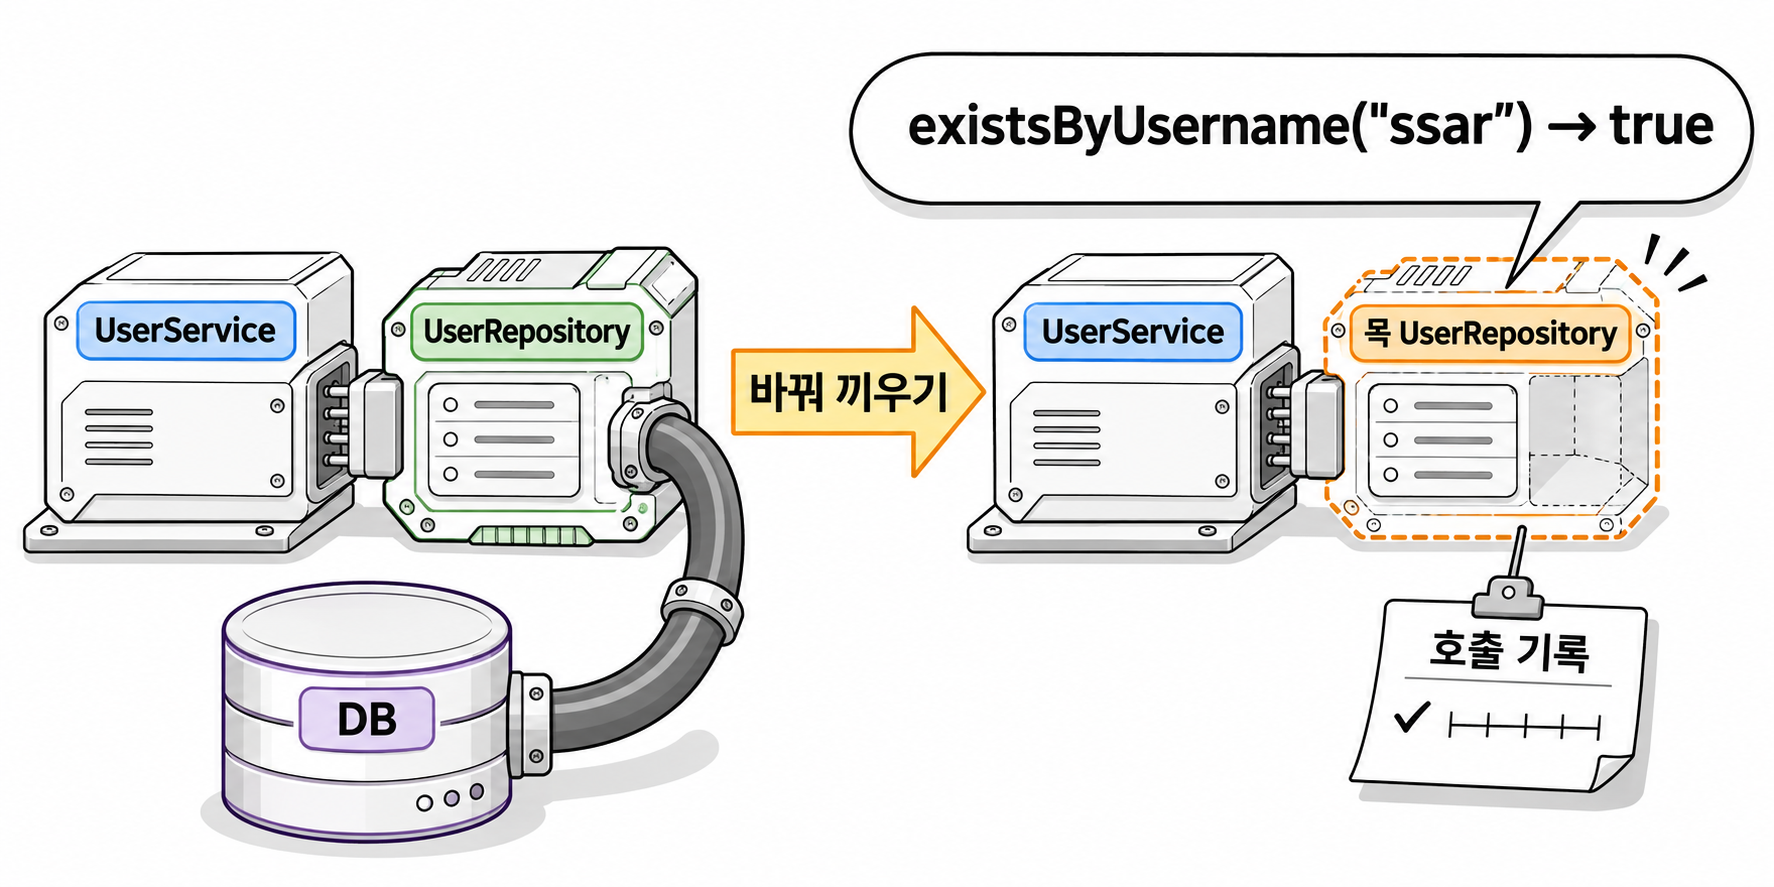 existsByUsername("ssar") → true
UserService
UserRepository
바꿔 끼우기
UserService
목 UserRepository
DB
호출 기록